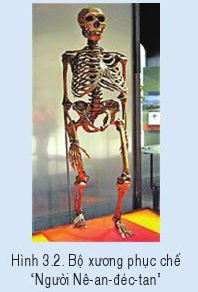 Hình 3.2. Bộ xương phục chế
'Người Nê-an-đéc-tan'